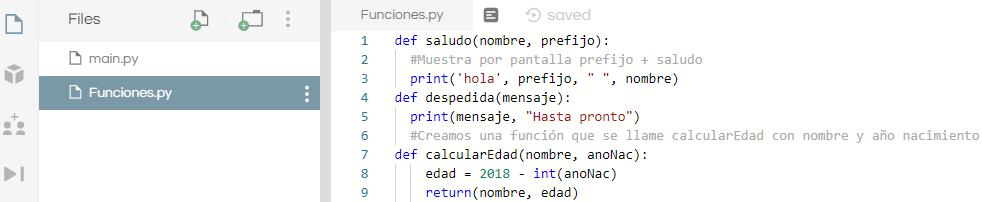 Files
main.py
Funciones.py
Funciones.py saved
1 def saludo(nombre, prefijo):
2 #Muestra por pantalla prefijo + saludo
3 print('hola', prefijo, " ", nombre)
4 def despedida(mensaje):
5 print(mensaje, "Hasta pronto")
6 #Creamos una función que se llame calcularEdad con nombre y año nacimiento
7 def calcularEdad(nombre, anoNac):
8 edad = 2018 - int(anoNac)
9 return(nombre, edad)